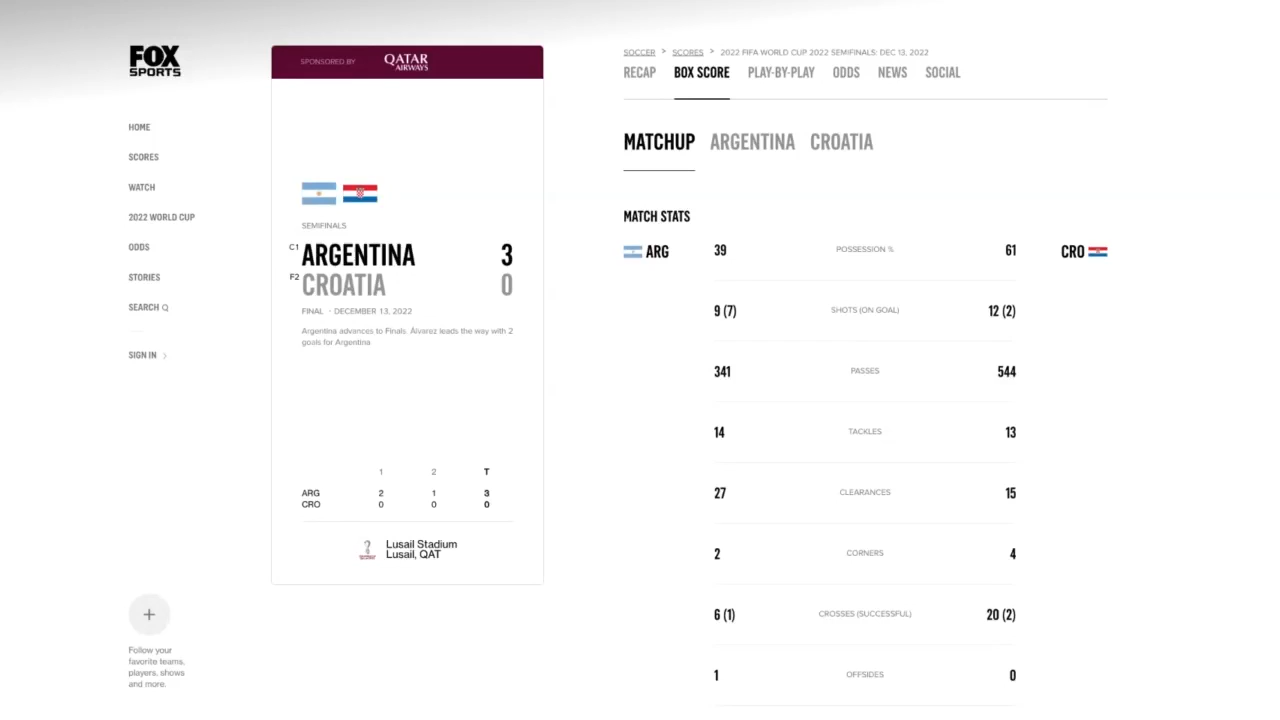 FOX
SPORTS
HOME
SCORES
WATCH
2022 WORLD CUP
ODDS
STORIES
SEARCH
SIGN IN
Follow your
favorite teams,
players, shows
and more.
SPONSORED BY
QATAR
AIRWAYS
SEMIFINALS
C1 ARGENTINA 3
F2 CROATIA 0
FINAL · DECEMBER 13, 2022
Argentina advances to Finals. Álvarez leads the way with 2
goals for Argentina
1 2 T
ARG 2 1 3
CRO 0 0 0
Lusail Stadium
Lusail, QAT
SOCCER > SCORES > 2022 FIFA WORLD CUP 2022 SEMIFINALS: DEC 13, 2022
RECAP BOX SCORE PLAY-BY-PLAY ODDS NEWS SOCIAL
MATCHUP ARGENTINA CROATIA
MATCH STATS
ARG 39 POSSESSION % 61 CRO
9 (7) SHOTS (ON GOAL) 12 (2)
341 PASSES 544
14 TACKLES 13
27 CLEARANCES 15
2 CORNERS 4
6 (1) CROSSES (SUCCESSFUL) 20 (2)
1 OFFSIDES 0